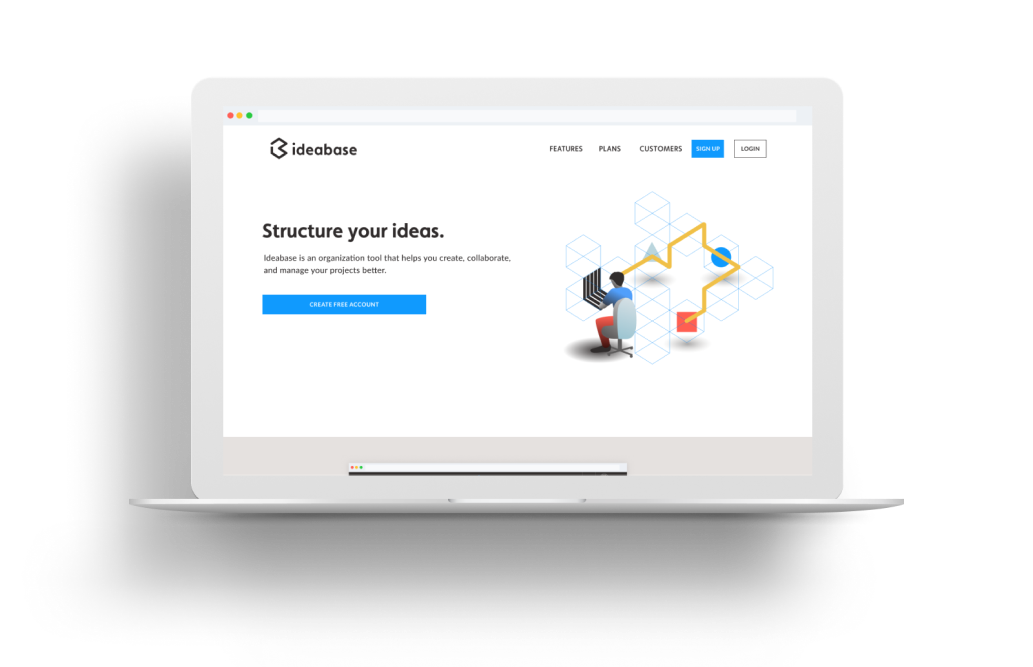 ideabase
FEATURES PLANS CUSTOMERS SIGN UP LOGIN
Structure your ideas.
Ideabase is an organization tool that helps you create, collaborate,
and manage your projects better.
CREATE FREE ACCOUNT